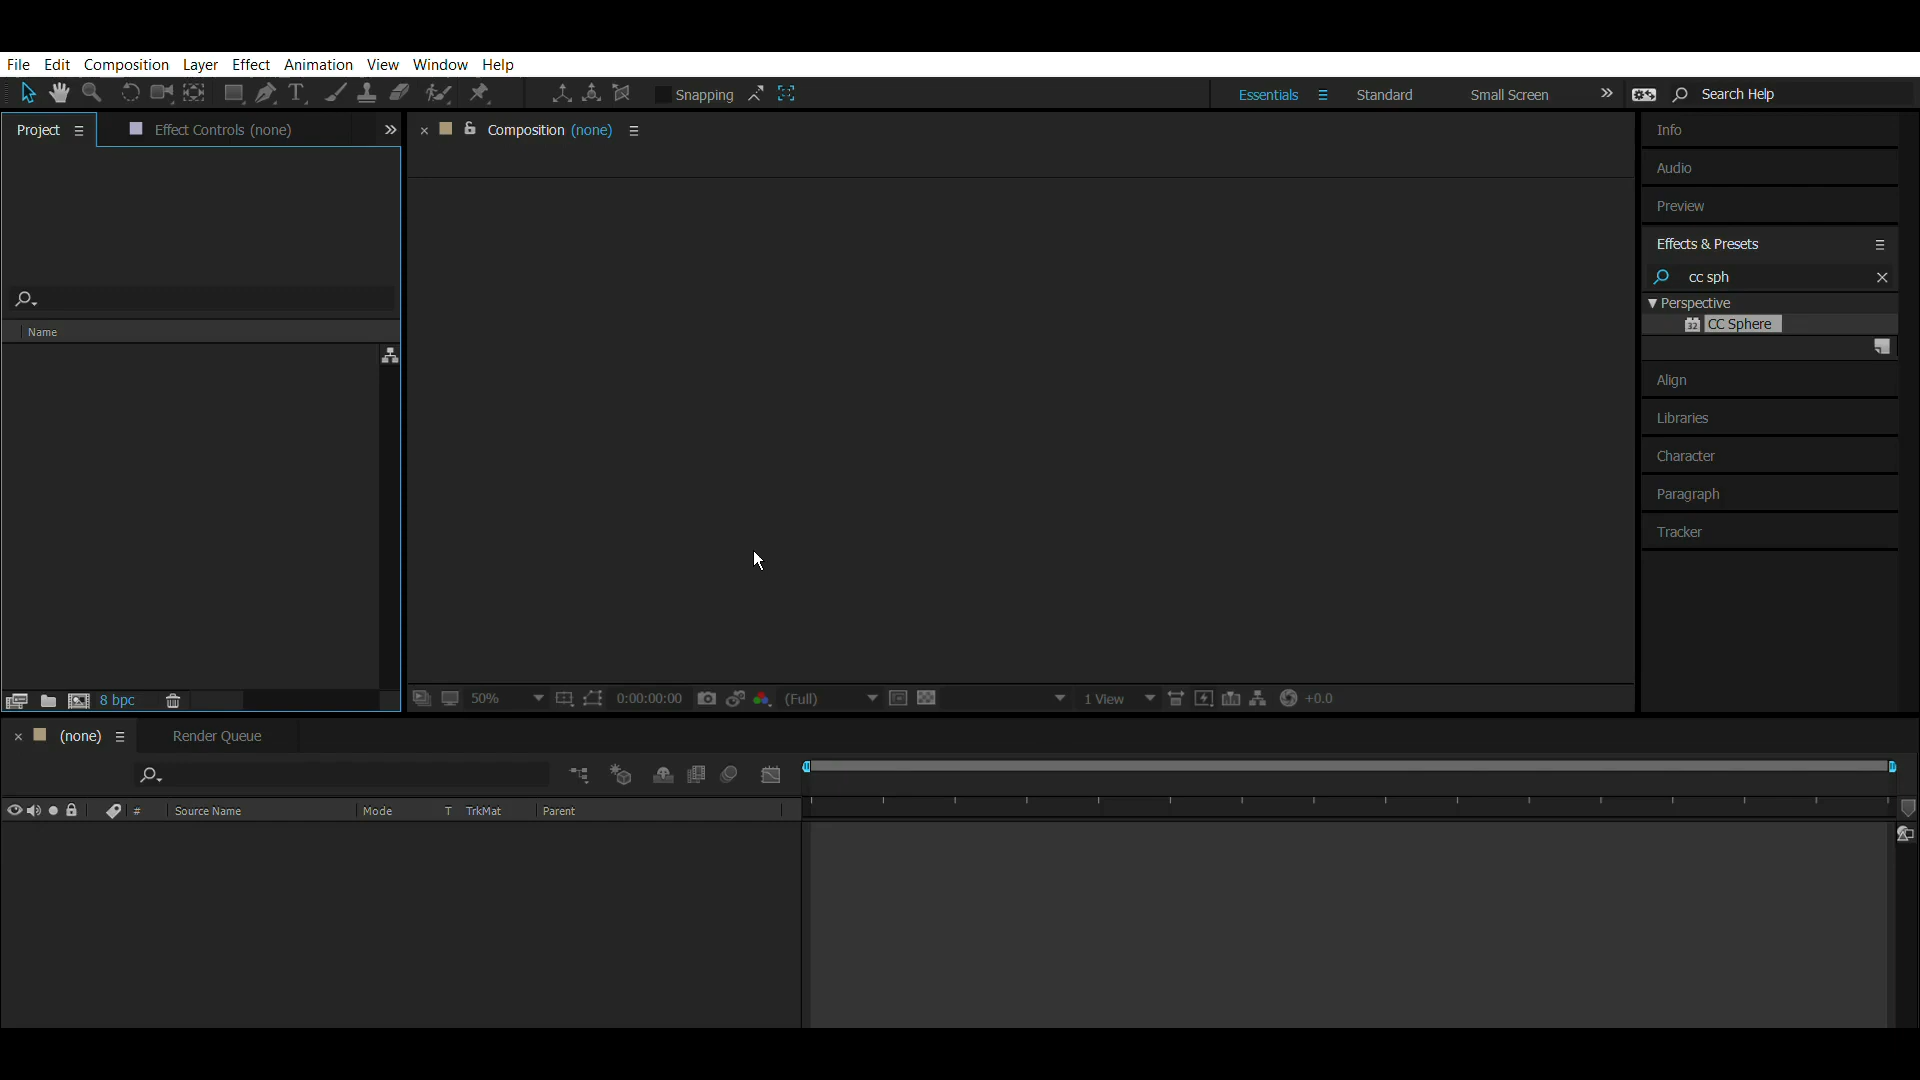 File Edit Composition Layer Effect Animation View Window Help
Snapping Essentials Standard Small Screen Search Help
Project Effect Controls (none) Composition (none)
Info
Audio
Preview
Effects & Presets
cc sph
Perspective
32 CC Sphere
Name
Align
Libraries
Character
Paragraph
Tracker
8 bpc 50% 0:00:00:00 (Full) 1 View +0.0
(none) Render Queue
# Source Name Mode T TrkMat Parent